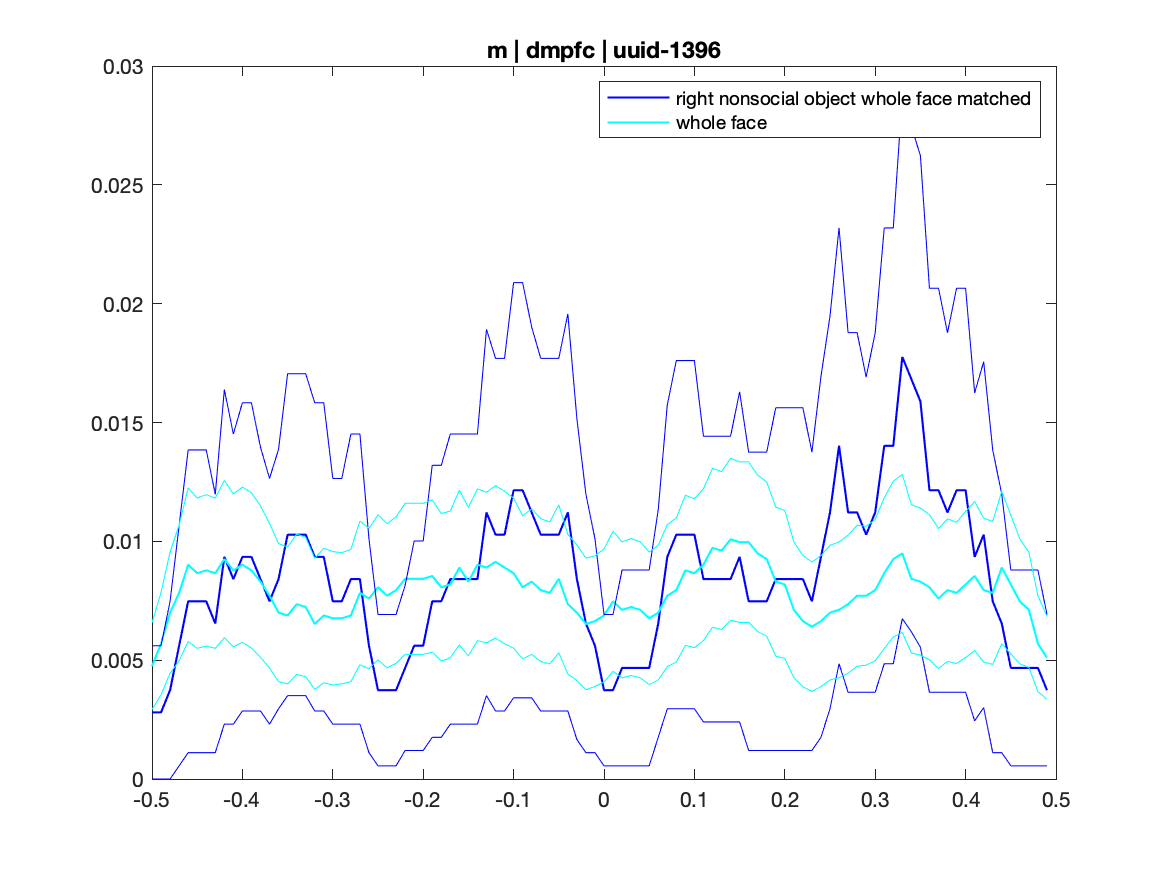 m | dmpfc | uuid-1396
0.03
right nonsocial object whole face matched
whole face
0.025
0.02
0.015
0.01
0.005
0
-0.5 -0.4 -0.3 -0.2 -0.1 0 0.1 0.2 0.3 0.4 0.5